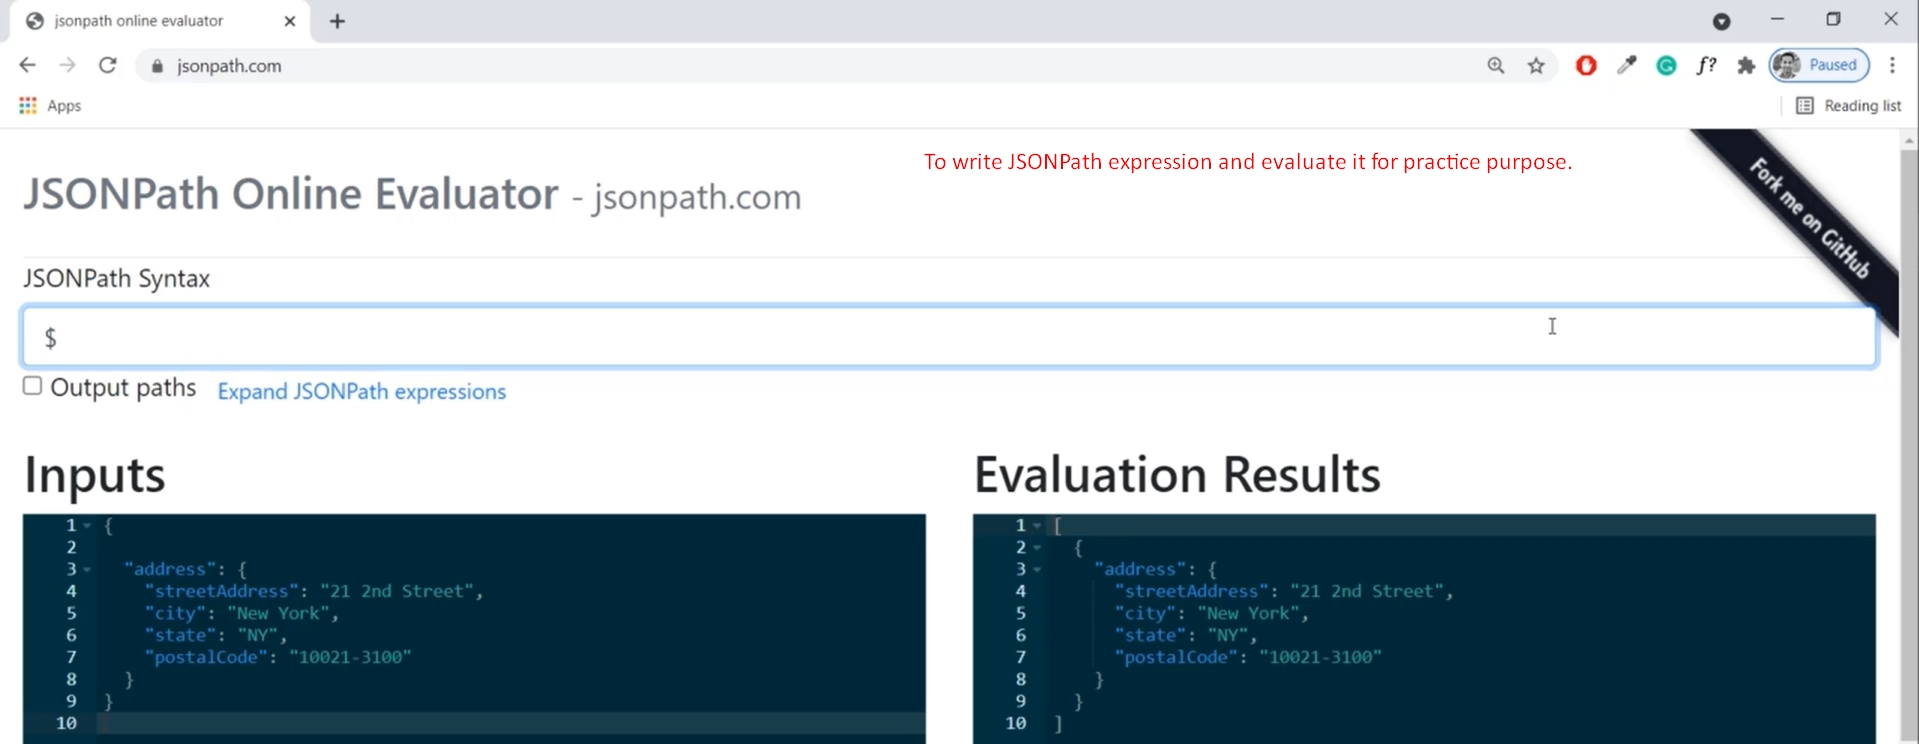 jsonpath online evaluator
jsonpath.com
f?
Paused
Apps
Reading list
To write JSONPath expression and evaluate it for practice purpose.
JSONPath Online Evaluator - jsonpath.com
Fork me on GitHub
JSONPath Syntax
$
Output paths Expand JSONPath expressions
Inputs
1 {
2
3 "address": {
4 "streetAddress": "21 2nd Street",
5 "city": "New York",
6 "state": "NY",
7 "postalCode": "10021-3100"
8 }
9 }
10
Evaluation Results
1 [
2 {
3 "address": {
4 "streetAddress": "21 2nd Street",
5 "city": "New York",
6 "state": "NY",
7 "postalCode": "10021-3100"
8 }
9 }
10 ]